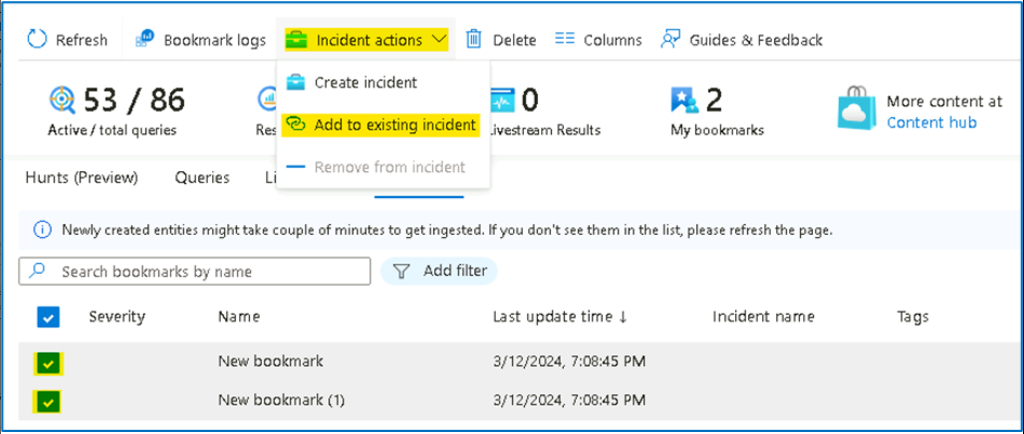 Refresh Bookmark logs Incident actions Delete Columns Guides & Feedback
Create incident
53 / 86
Active / total queries
Add to existing incident
Remove from incident
0
Livestream Results
2
My bookmarks
More content at
Content hub
Hunts (Preview) Queries
Newly created entities might take couple of minutes to get ingested. If you don't see them in the list, please refresh the page.
Search bookmarks by name Add filter
Severity Name Last update time ↓ Incident name Tags
New bookmark 3/12/2024, 7:08:45 PM
New bookmark (1) 3/12/2024, 7:08:45 PM